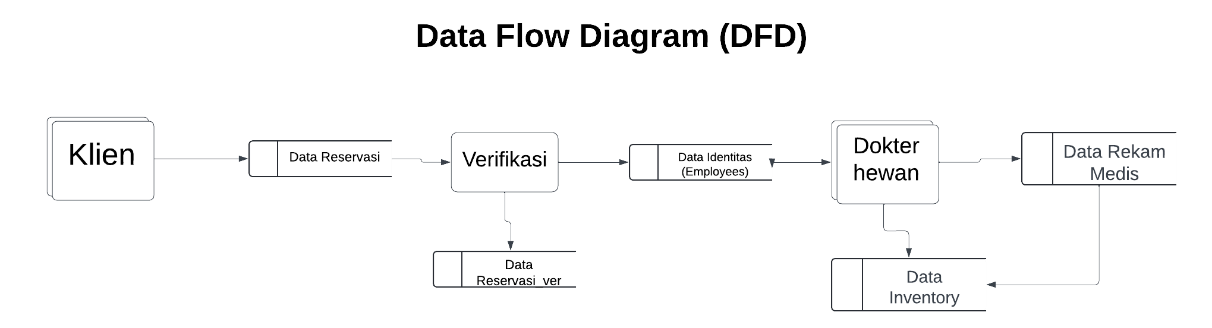 Data Flow Diagram (DFD)
Klien
Data Reservasi
Verifikasi
Data Identitas
(Employees)
Dokter
hewan
Data Rekam
Medis
Data
Reservasi_ver
Data
Inventory